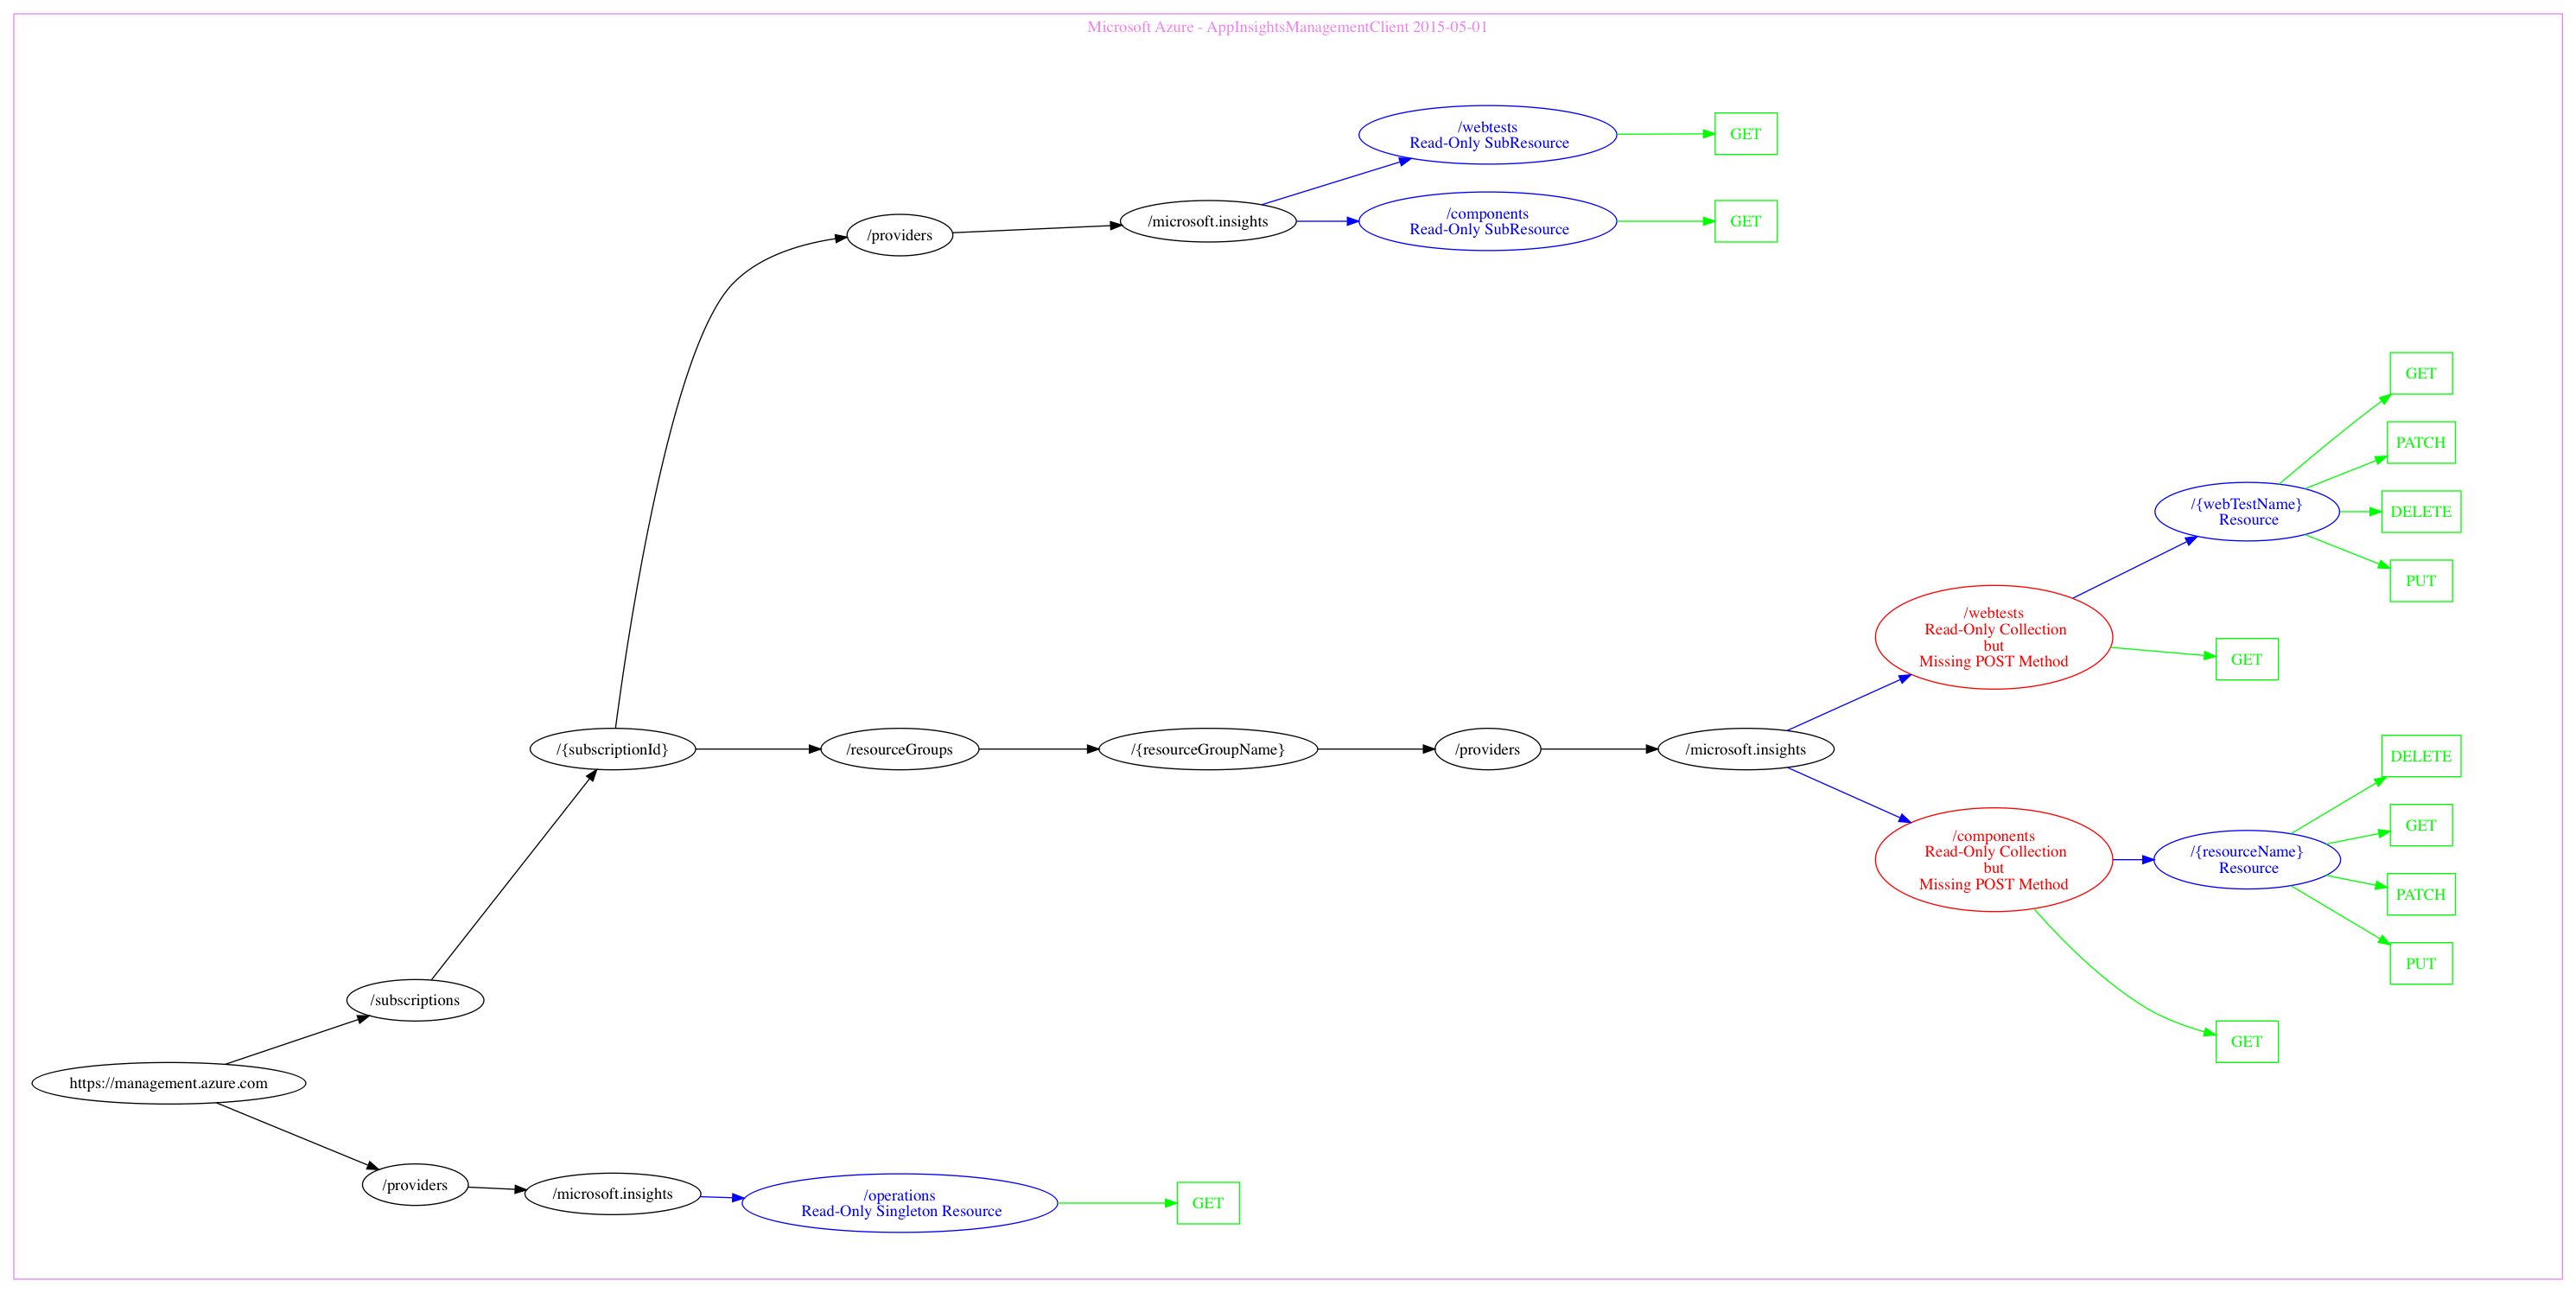 Microsoft Azure - AppInsightsManagementClient 2015-05-01
/webtests
Read-Only SubResource
GET
/components
Read-Only SubResource
GET
/providers
/microsoft.insights
GET
PATCH
/{webTestName}
Resource
DELETE
PUT
/webtests
Read-Only Collection
but
Missing POST Method
GET
/{subscriptionId}
/resourceGroups
/{resourceGroupName}
/providers
/microsoft.insights
DELETE
GET
/components
Read-Only Collection
but
Missing POST Method
/{resourceName}
Resource
PATCH
PUT
GET
/subscriptions
https://management.azure.com
/providers
/microsoft.insights
/operations
Read-Only Singleton Resource
GET